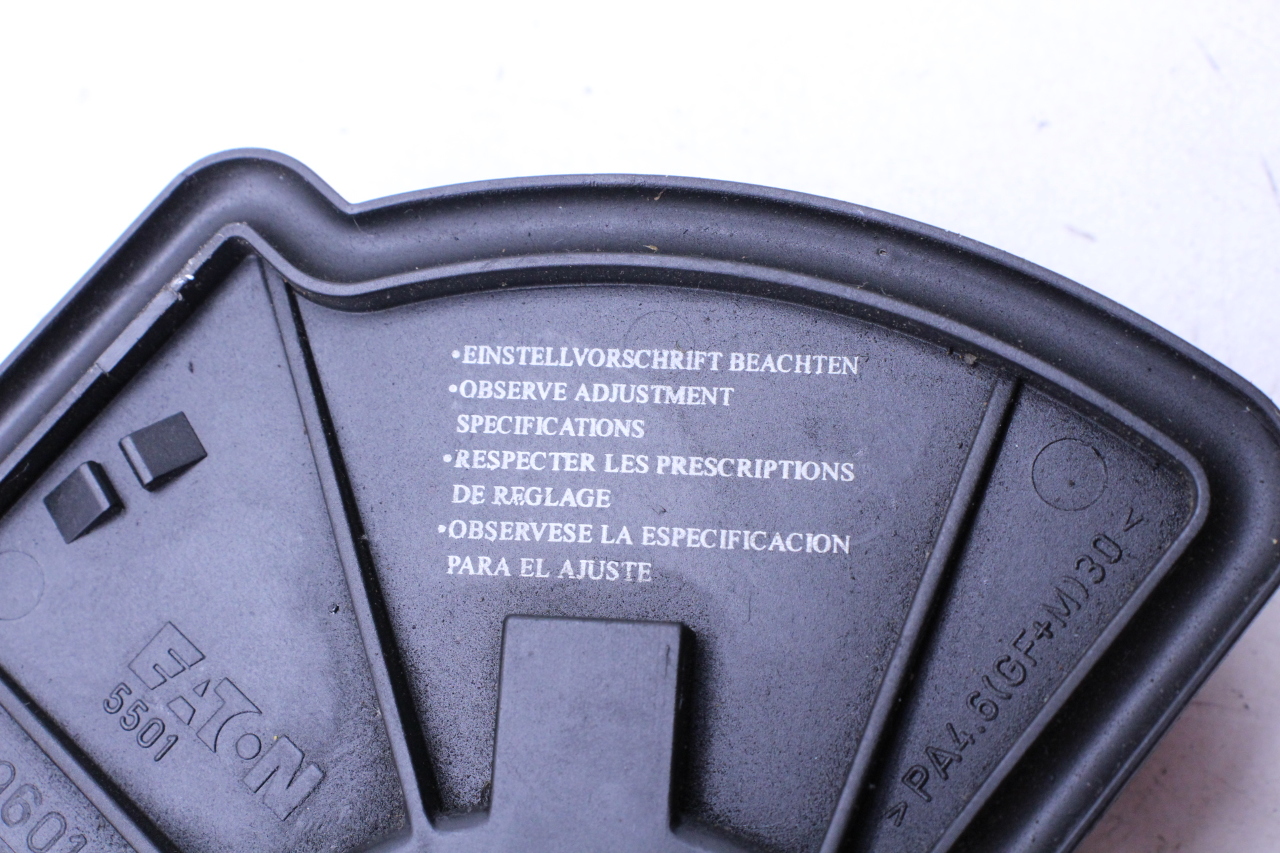 •EINSTELLVORSCHRIFT BEACHTEN
•OBSERVE ADJUSTMENT
SPECIFICATIONS
•RESPECTER LES PRESCRIPTIONS
DE REGLAGE
•OBSERVESE LA ESPECIFICACION
PARA EL AJUSTE
EATON
5501
>PA4.6(GF+M)30<